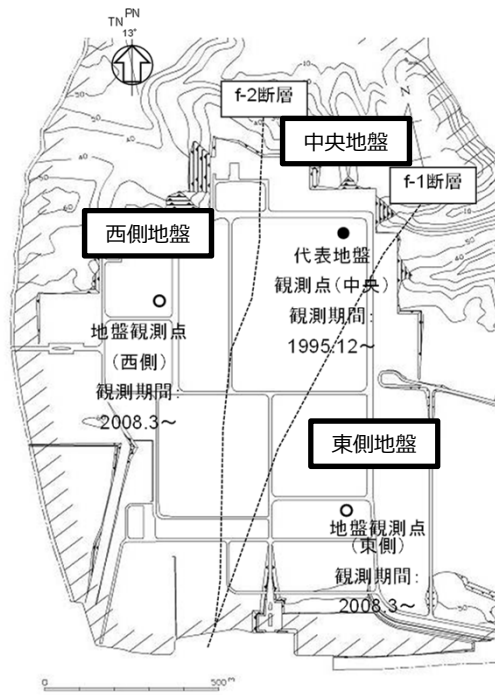 PN
TN
13°
f-2断層
中央地盤
N
f-1断層
西側地盤
代表地盤
観測点(中央)
観測期間:
1995.12～
地盤観測点
(西側)
観測期間:
2008.3～
東側地盤
地盤観測点
(東側)
観測期間:
2008.3～
0
500m